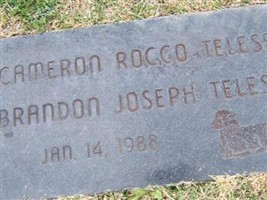 CAMERON ROCCO TELES
BRANDON JOSEPH TELES
JAN. 14, 1988